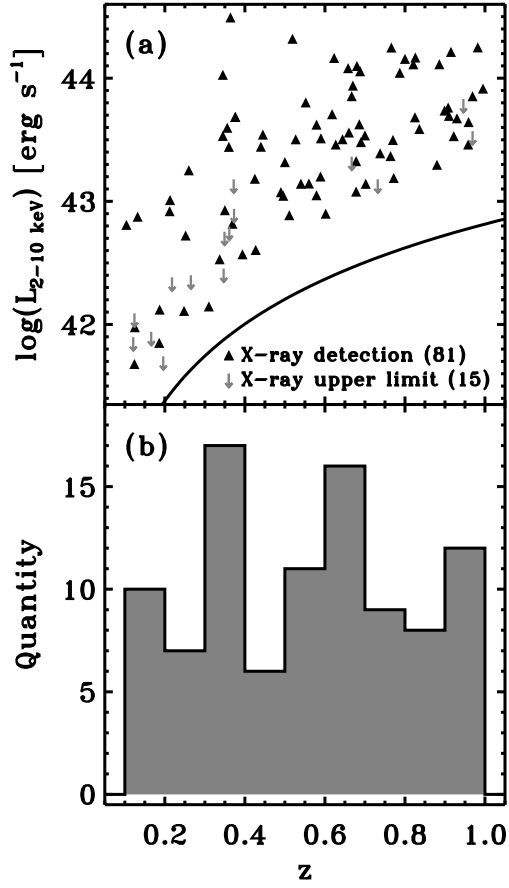 (a)
log(L2−10 keV) [erg s−1]
44
43
42
X−ray detection (81)
X−ray upper limit (15)
(b)
Quantity
15
10
5
0
0.2 0.4 0.6 0.8 1.0
z